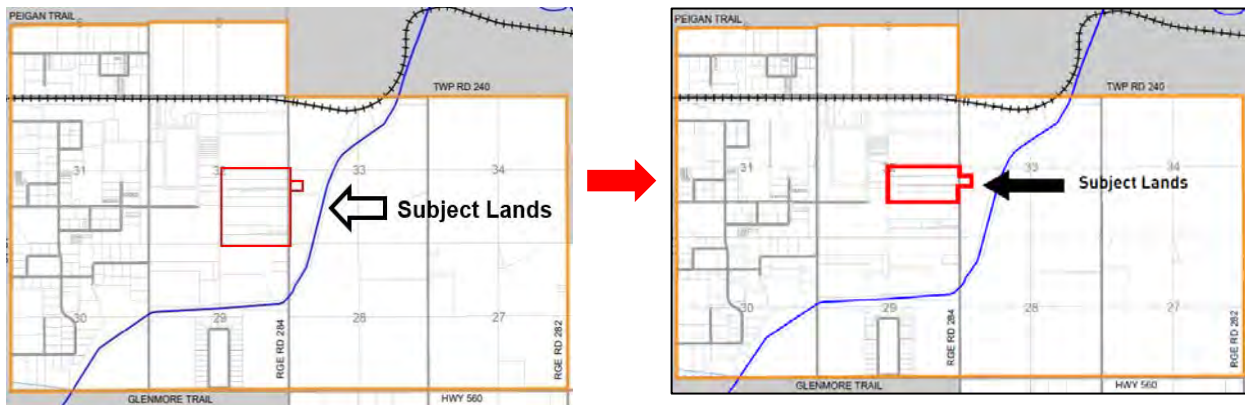 PEIGAN TRAIL
TWP RD 240
31
33
34
Subject Lands
30
29
28
27
RGE RD 284
RGE RD 282
GLENMORE TRAIL
HWY 560
PEIGAN TRAIL
TWP RD 240
31
33
34
Subject Lands
30
29
28
27
RGE RD 284
RGE RD 282
GLENMORE TRAIL
HWY 560